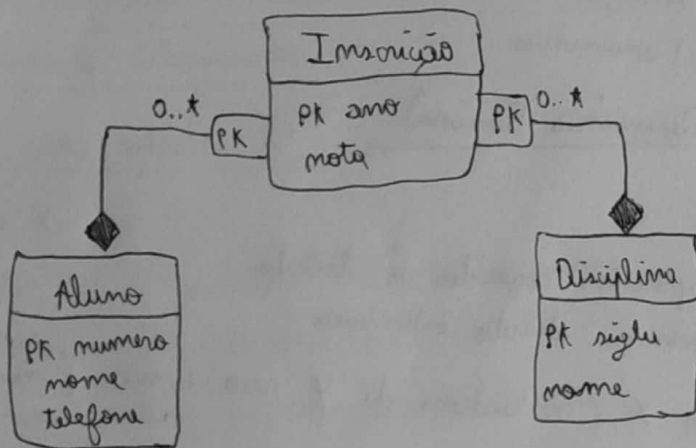 Inscrição
PK ano
nota
0..*
PK
PK
0..*
Aluno
PK numero
nome
telefone
Disciplina
PK sigla
nome